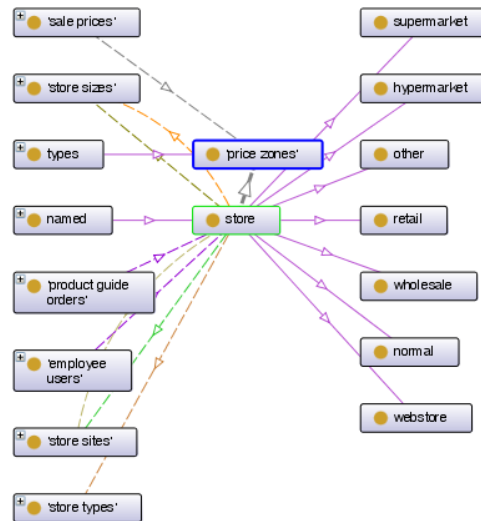 'sale prices'
supermarket
'store sizes'
hypermarket
types
'price zones'
other
named
store
retail
'product guide
orders'
wholesale
'employee
users'
normal
'store sites'
webstore
'store types'